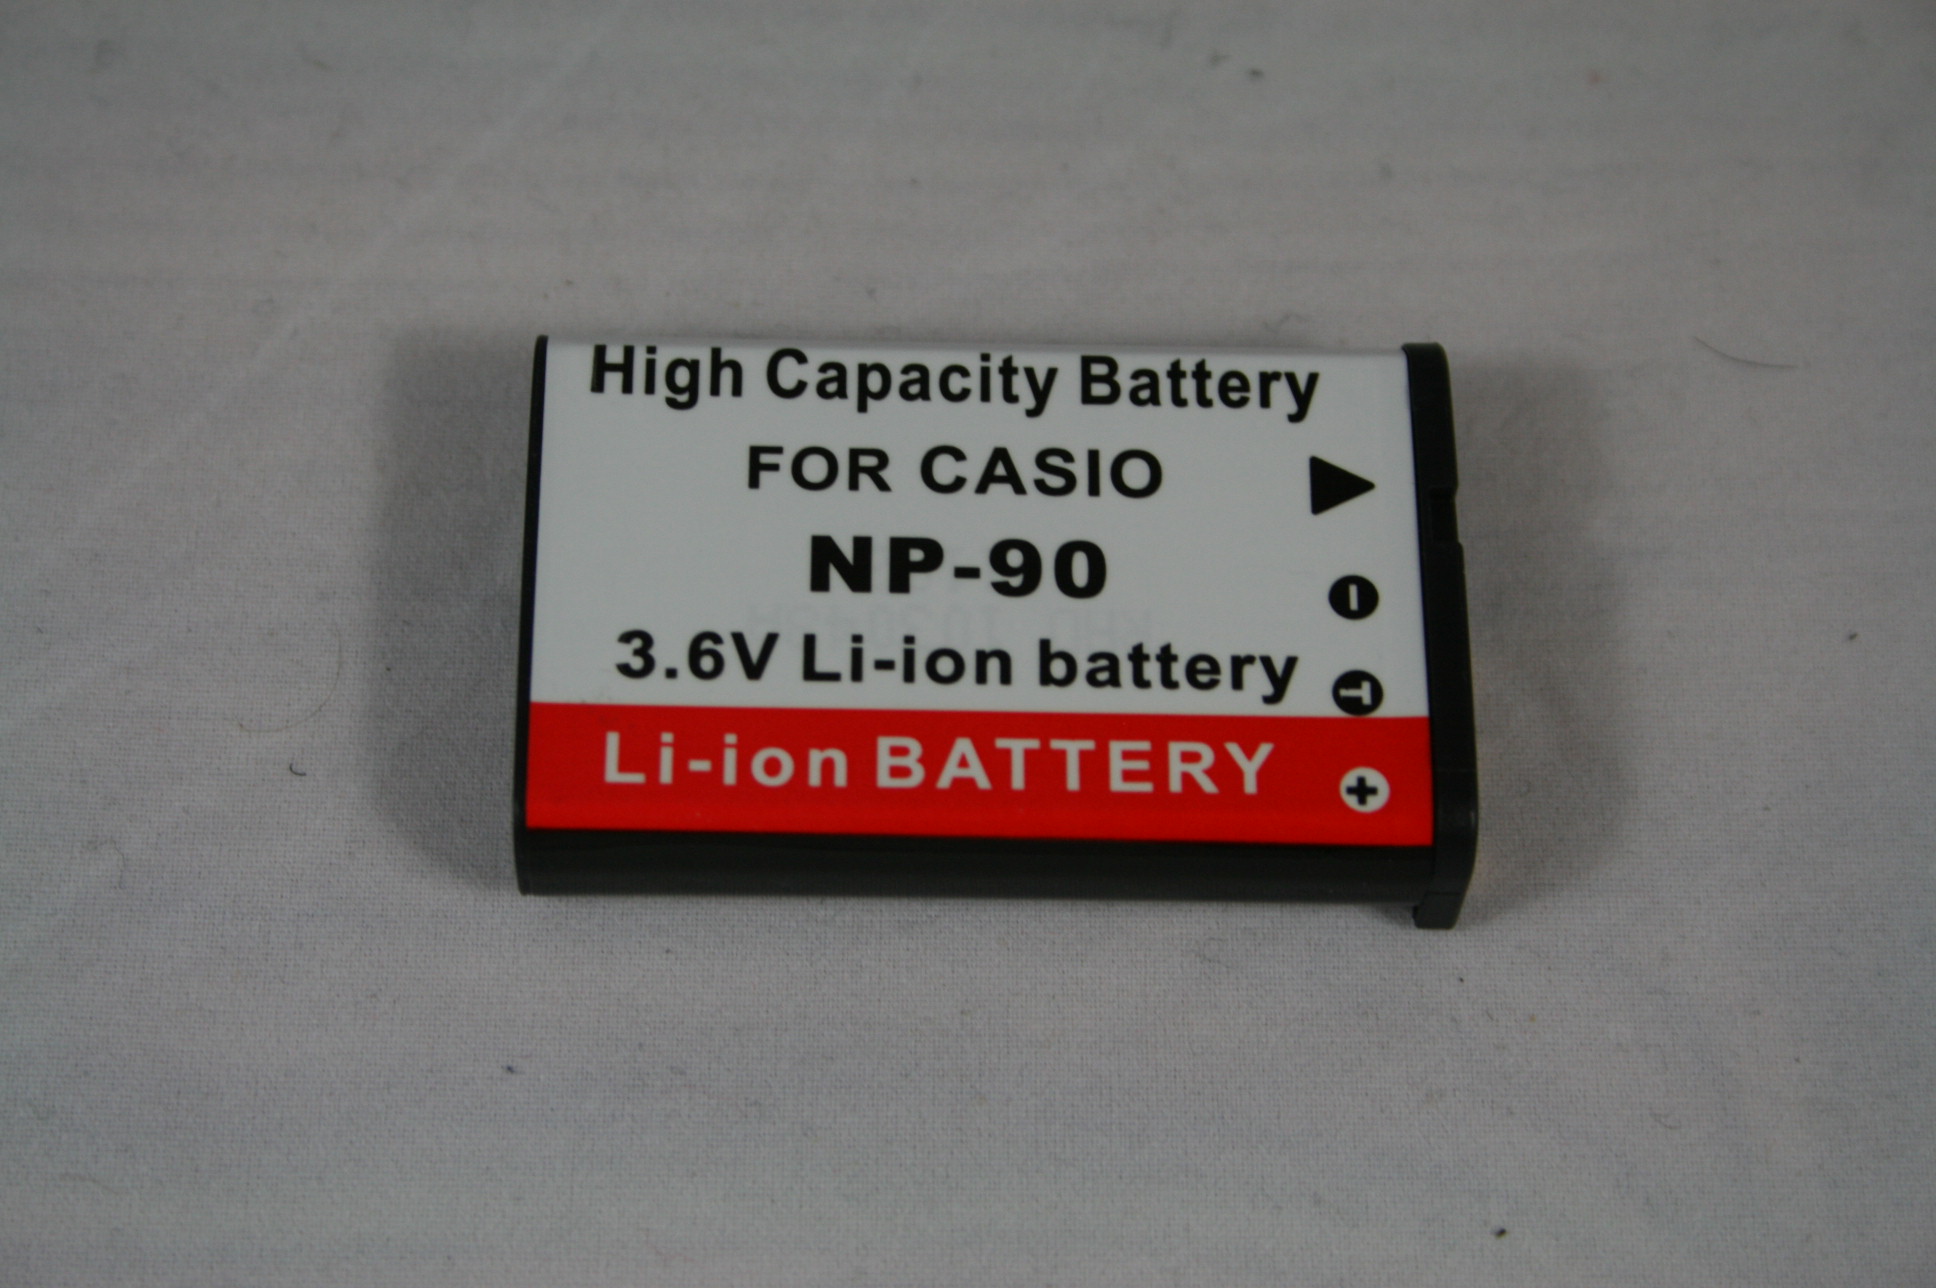 High Capacity Battery
FOR CASIO
NP-90
3.6V Li-ion battery
T
Li-ion BATTERY